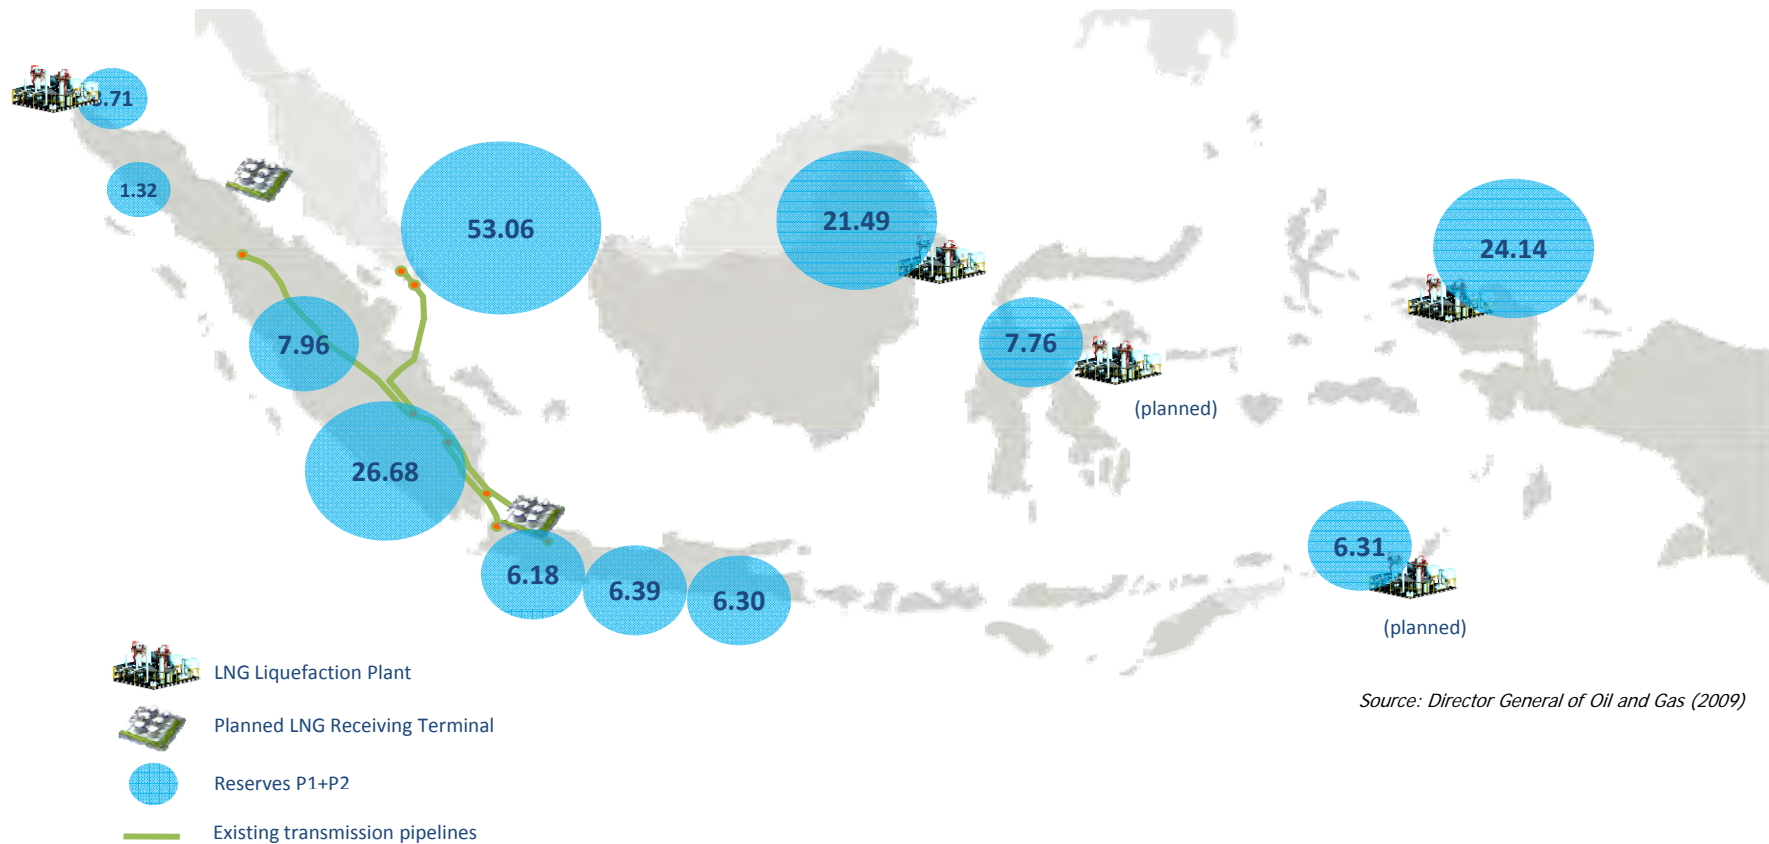 .71
1.32
53.06
21.49
24.14
7.96
7.76
(planned)
26.68
6.18
6.39
6.30
6.31
(planned)
LNG Liquefaction Plant
Planned LNG Receiving Terminal
Reserves P1+P2
Existing transmission pipelines
Source: Director General of Oil and Gas (2009)